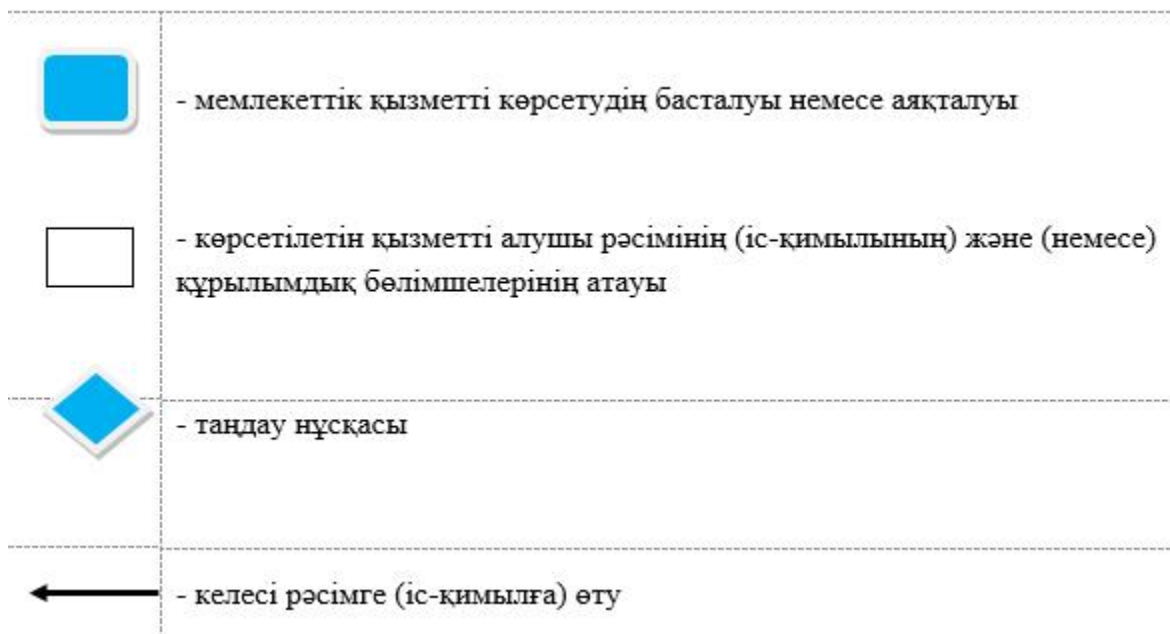 - мемлекеттік қызметті көрсетудің басталуы немесе аяқталуы
- көрсетілетін қызметті алушы рәсімінің (іс-қимылының) және (немесе)
құрылымдық бөлімшелерінің атауы
- таңдау нұсқасы
- келесі рәсімге (іс-қимылға) өту